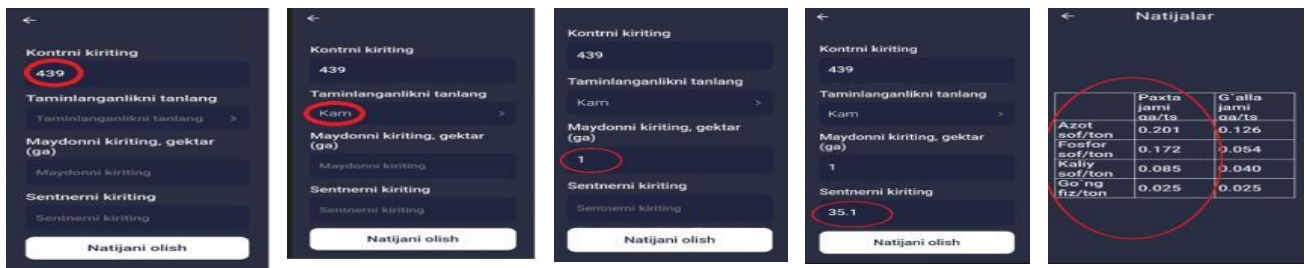 ←
Kontrni kiriting
439
Taminlanganlikni tanlang
Taminlanganlikni tanlang >
Maydonni kiriting, gektar
(ga)
Maydonni kiriting
Sentnerni kiriting
Sentnerni kiriting
Natijani olish
←
Kontrni kiriting
439
Taminlanganlikni tanlang
Kam >
Maydonni kiriting, gektar
(ga)
Maydonni kiriting
Sentnerni kiriting
Sentnerni kiriting
Natijani olish
Kontrni kiriting
439
Taminlanganlikni tanlang
Kam >
Maydonni kiriting, gektar
(ga)
1
Sentnerni kiriting
Sentnerni kiriting
Natijani olish
←
Kontrni kiriting
439
Taminlanganlikni tanlang
Kam >
Maydonni kiriting, gektar
(ga)
1
Sentnerni kiriting
35.1
Natijani olish
← Natijalar
Paxta G`alla
jami jami
ga/ts ga/ts
Azot
sof/ton 0.201 0.126
Fosfor
sof/ton 0.172 0.054
Kaliy
sof/ton 0.085 0.040
Go`ng
fiz/ton 0.025 0.025